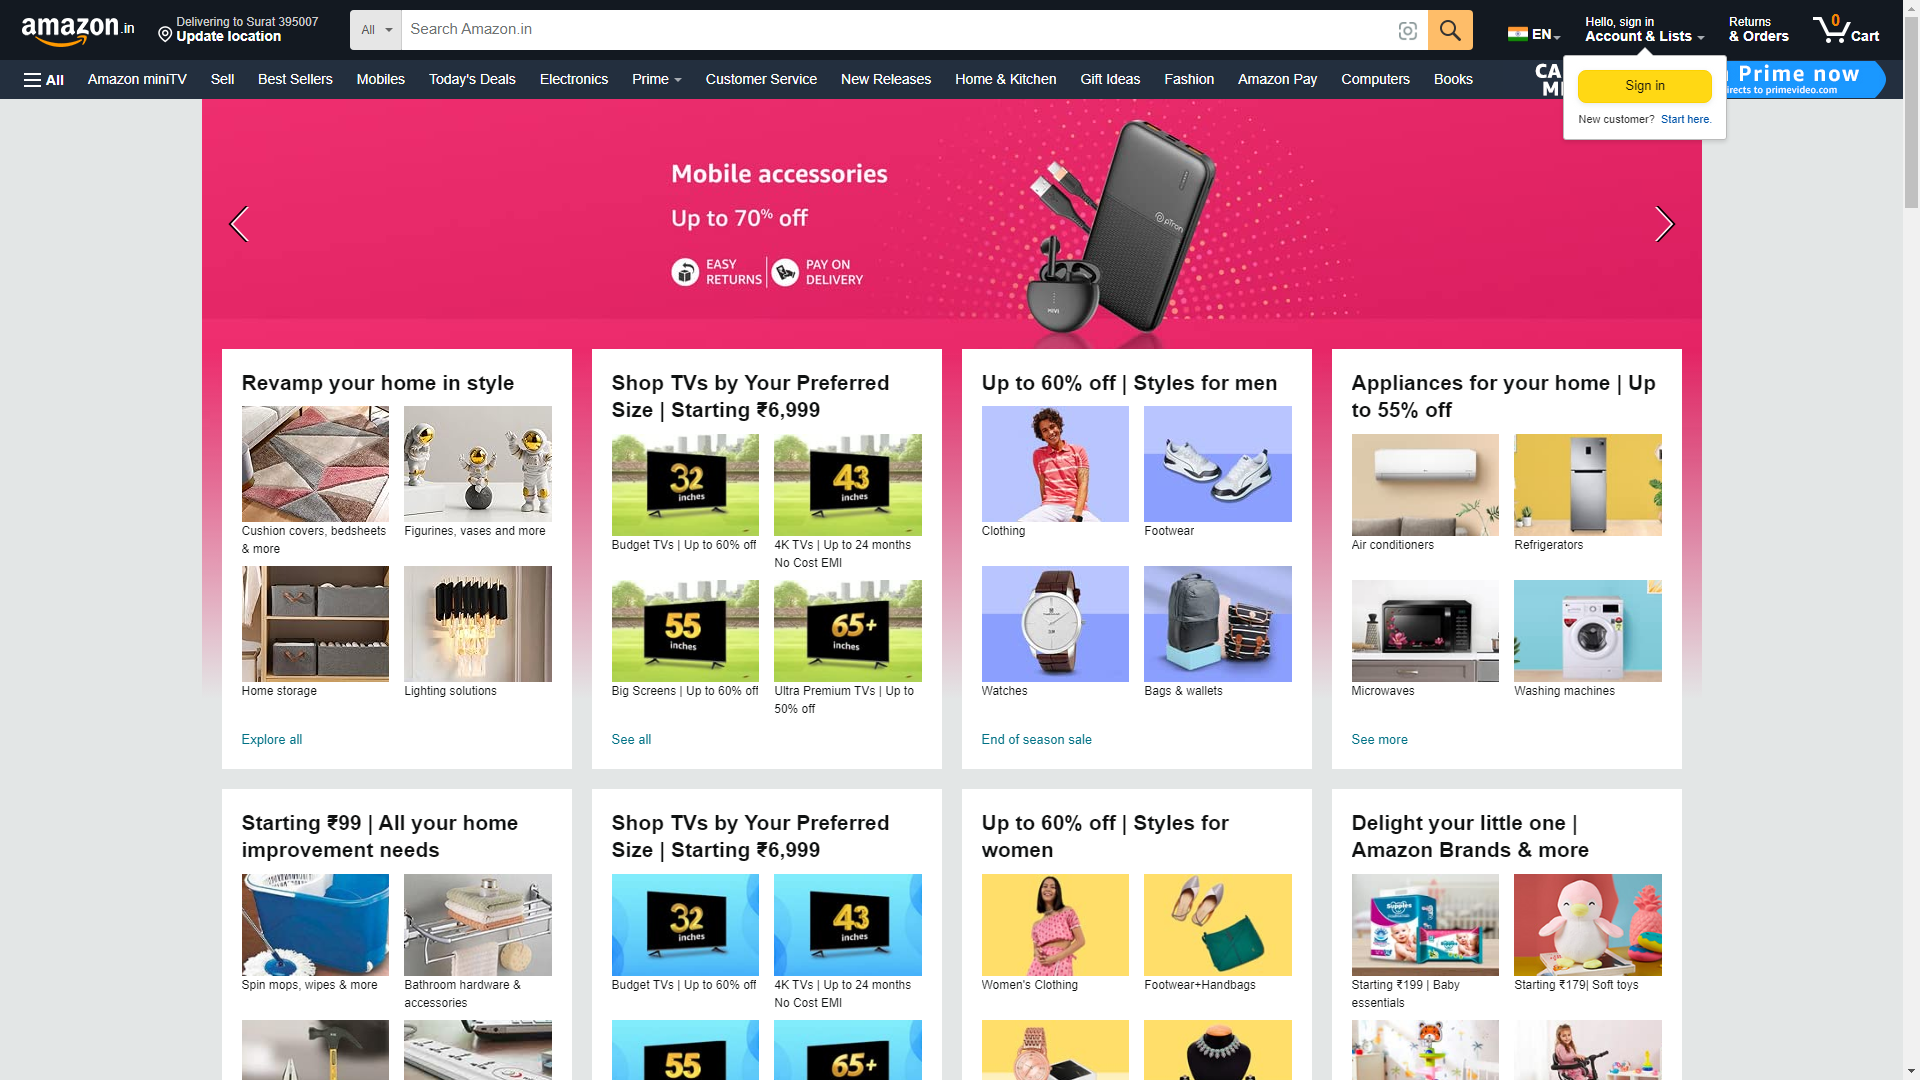 amazon.in
Delivering to Surat 395007
Update location
All
Search Amazon.in
EN
Hello, sign in
Account & Lists
Returns
& Orders
0
Cart
All
Amazon miniTV
Sell
Best Sellers
Mobiles
Today's Deals
Electronics
Prime
Customer Service
New Releases
Home & Kitchen
Gift Ideas
Fashion
Amazon Pay
Computers
Books
Prime now
to primevideo.com
Sign in
New customer? Start here.
Mobile accessories
Up to 70% off
EASY
RETURNS
PAY ON
DELIVERY
pTron
MIVI
Revamp your home in style
Cushion covers, bedsheets
& more
Figurines, vases and more
Home storage
Lighting solutions
Explore all
Shop TVs by Your Preferred
Size | Starting ₹6,999
32
inches
43
inches
Budget TVs | Up to 60% off
4K TVs | Up to 24 months
No Cost EMI
55
inches
65+
inches
Big Screens | Up to 60% off
Ultra Premium TVs | Up to
50% off
See all
Up to 60% off | Styles for men
Clothing
Footwear
Watches
Bags & wallets
End of season sale
Appliances for your home | Up
to 55% off
Air conditioners
Refrigerators
Microwaves
Washing machines
See more
Starting ₹99 | All your home
improvement needs
Spin mops, wipes & more
Bathroom hardware &
accessories
Shop TVs by Your Preferred
Size | Starting ₹6,999
32
inches
43
inches
Budget TVs | Up to 60% off
4K TVs | Up to 24 months
No Cost EMI
55
65+
Up to 60% off | Styles for
women
Women's Clothing
Footwear+Handbags
Delight your little one |
Amazon Brands & more
Supples
Starting ₹199 | Baby
essentials
Starting ₹179| Soft toys